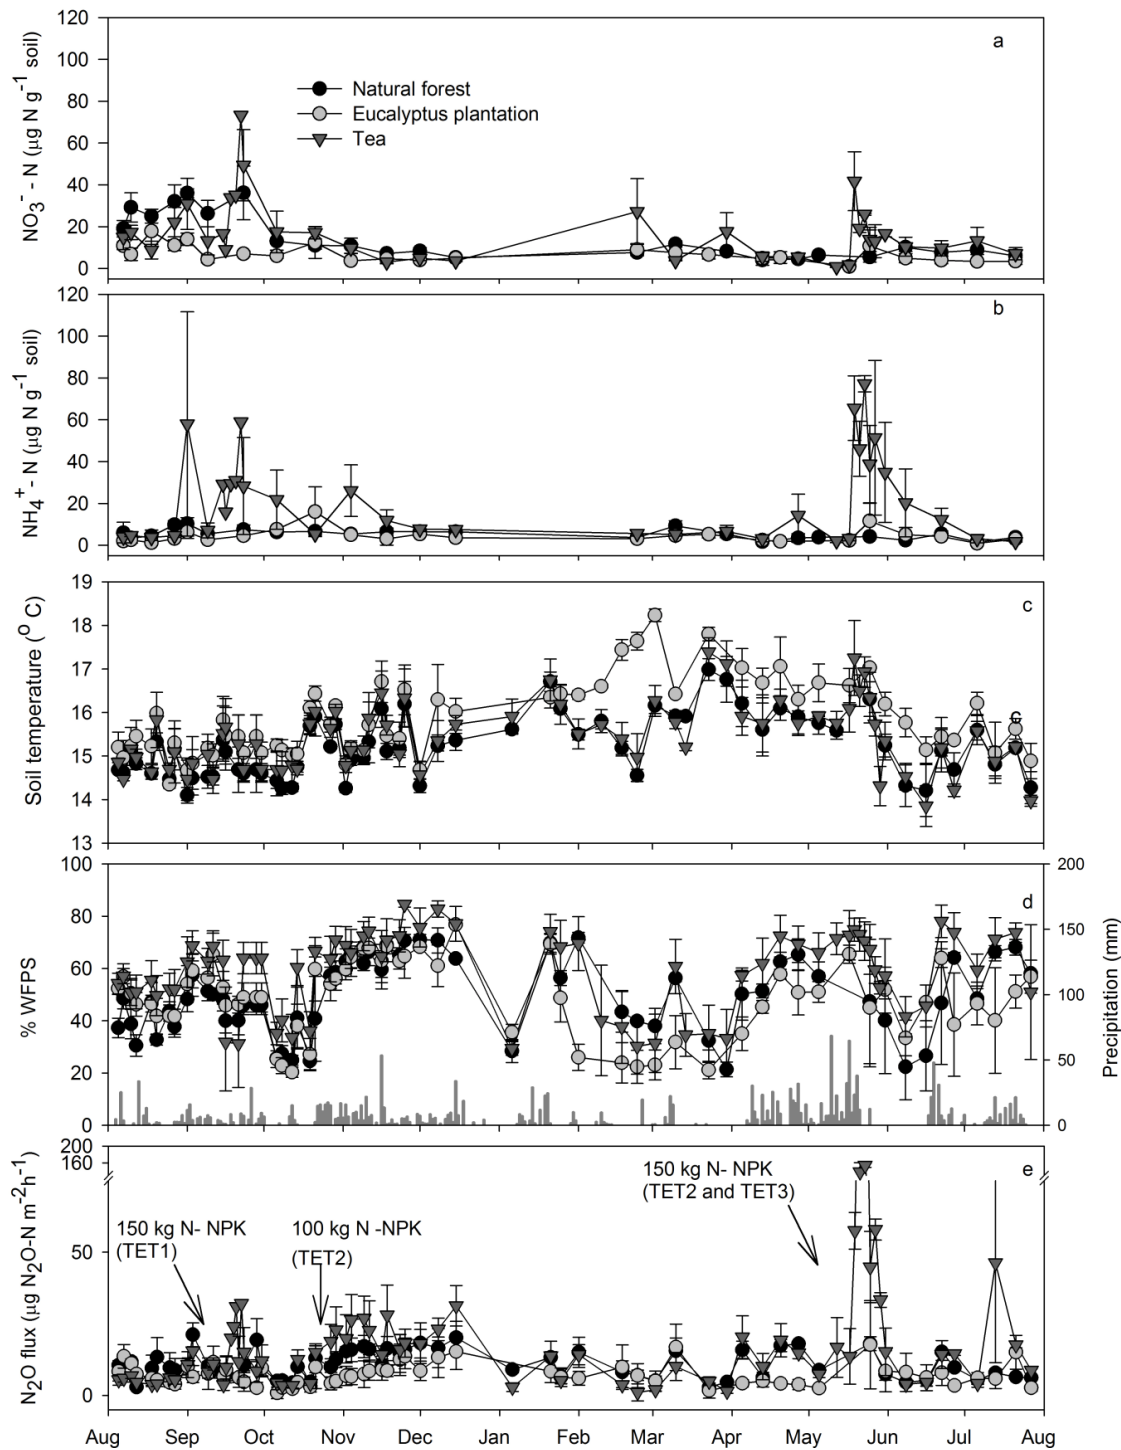 120
100
80
60
40
20
0
NO₃⁻ - N (µg N g⁻¹ soil)
a
Natural forest
Eucalyptus plantation
Tea
120
100
80
60
40
20
0
NH₄⁺ - N (µg N g⁻¹ soil)
b
19
18
17
16
15
14
13
Soil temperature (° C)
c
c
100
80
60
40
20
0
% WFPS
d
200
150
100
50
0
Precipitation (mm)
200
160
50
0
N₂O flux (µg N₂O-N m⁻²h⁻¹)
e
150 kg N- NPK
(TET1)
100 kg N -NPK
(TET2)
150 kg N- NPK
(TET2 and TET3)
Aug Sep Oct Nov Dec Jan Feb Mar Apr May Jun Jul Aug